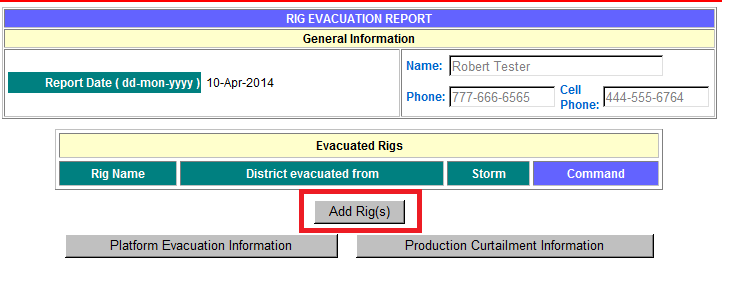 RIG EVACUATION REPORT
General Information
Report Date ( dd-mon-yyyy ) 10-Apr-2014
Name: Robert Tester
Phone: 777-666-6565 Cell Phone: 444-555-6764
Evacuated Rigs
Rig Name District evacuated from Storm Command
Add Rig(s)
Platform Evacuation Information Production Curtailment Information